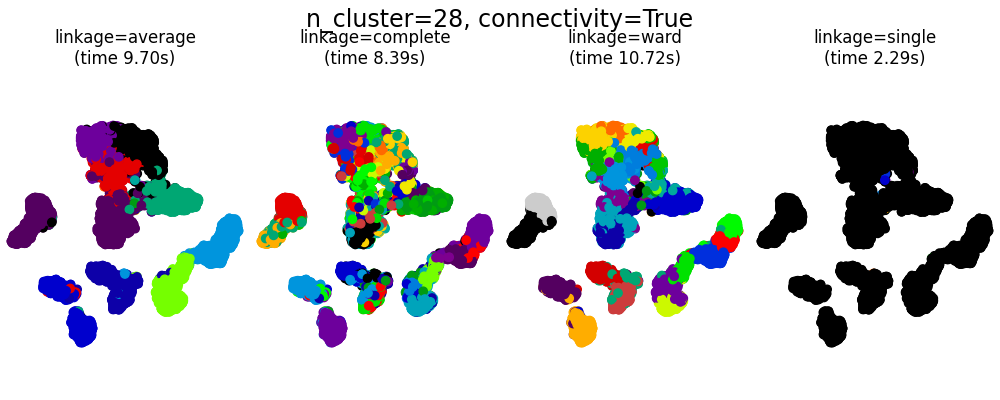 n_cluster=28, connectivity=True
linkage=average
(time 9.70s)
linkage=complete
(time 8.39s)
linkage=ward
(time 10.72s)
linkage=single
(time 2.29s)